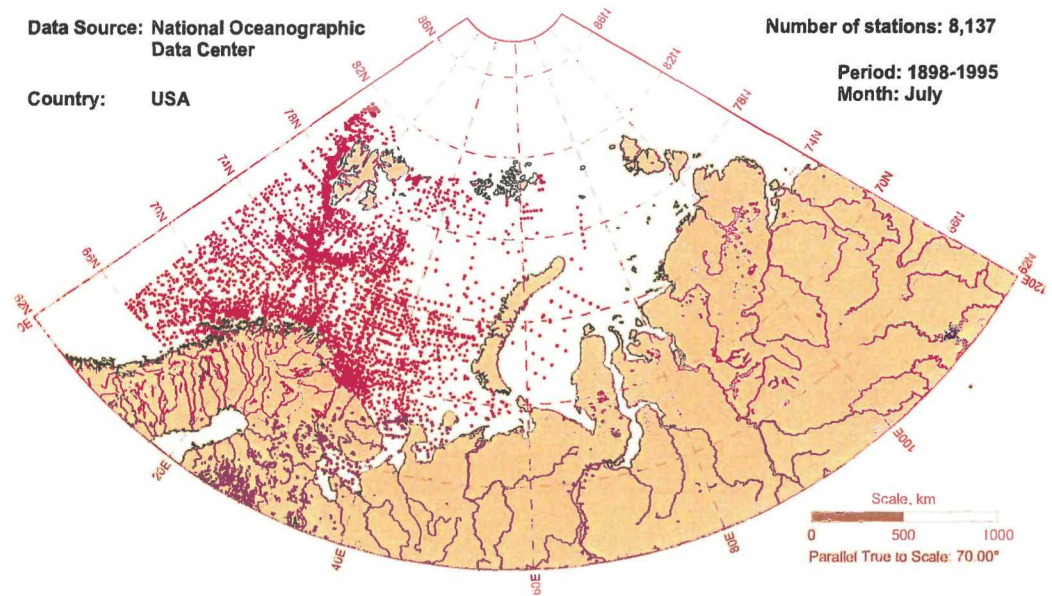 Data Source: National Oceanographic
Data Center
Country: USA
Number of stations: 8,137
Period: 1898-1995
Month: July
86N
82N
78N
74N
70N
66N
62N
0E
86N
82N
78N
74N
70N
66N
62N
120E
100E
80E
60E
40E
20E
Scale, km
0 500 1000
Parallel True to Scale: 70.00°